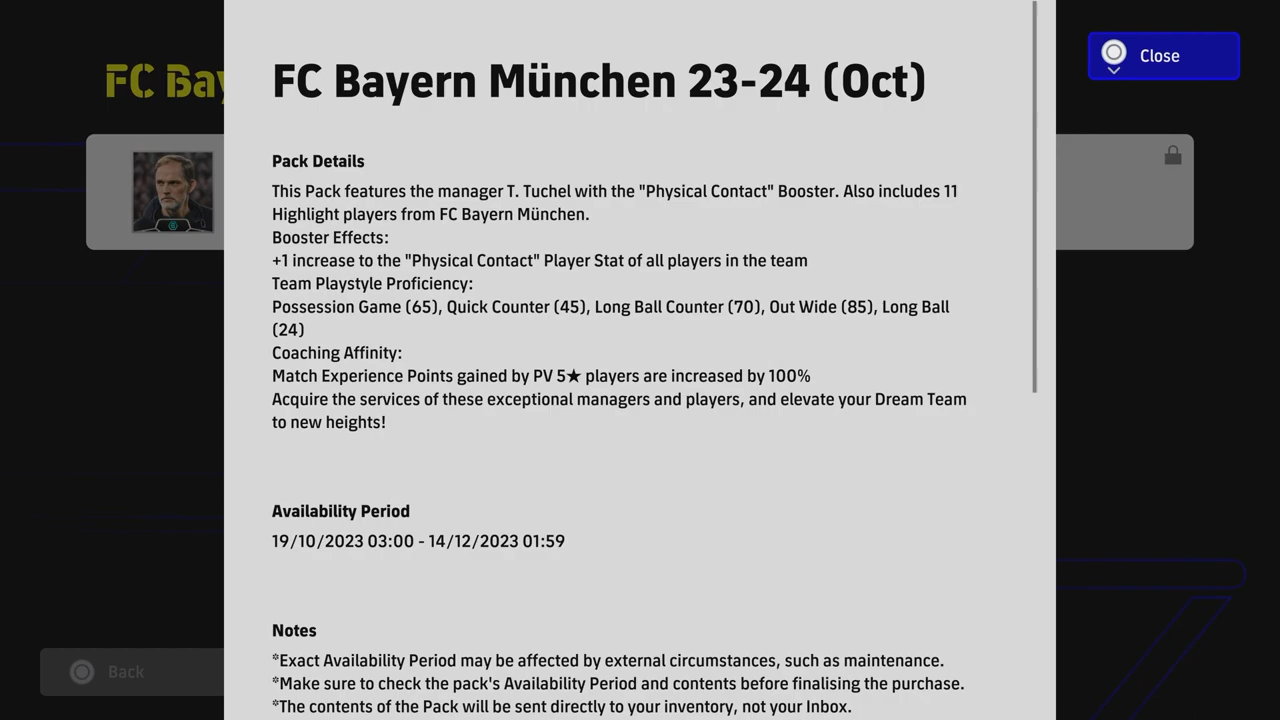 FC Bayern München 23-24 (Oct)
Close
FC Bay
Pack Details
This Pack features the manager T. Tuchel with the "Physical Contact" Booster. Also includes 11
Highlight players from FC Bayern München.
Booster Effects:
+1 increase to the "Physical Contact" Player Stat of all players in the team
Team Playstyle Proficiency:
Possession Game (65), Quick Counter (45), Long Ball Counter (70), Out Wide (85), Long Ball
(24)
Coaching Affinity:
Match Experience Points gained by PV 5★ players are increased by 100%
Acquire the services of these exceptional managers and players, and elevate your Dream Team
to new heights!
Availability Period
19/10/2023 03:00 - 14/12/2023 01:59
Notes
*Exact Availability Period may be affected by external circumstances, such as maintenance.
*Make sure to check the pack's Availability Period and contents before finalising the purchase.
*The contents of the Pack will be sent directly to your inventory, not your Inbox.
Back